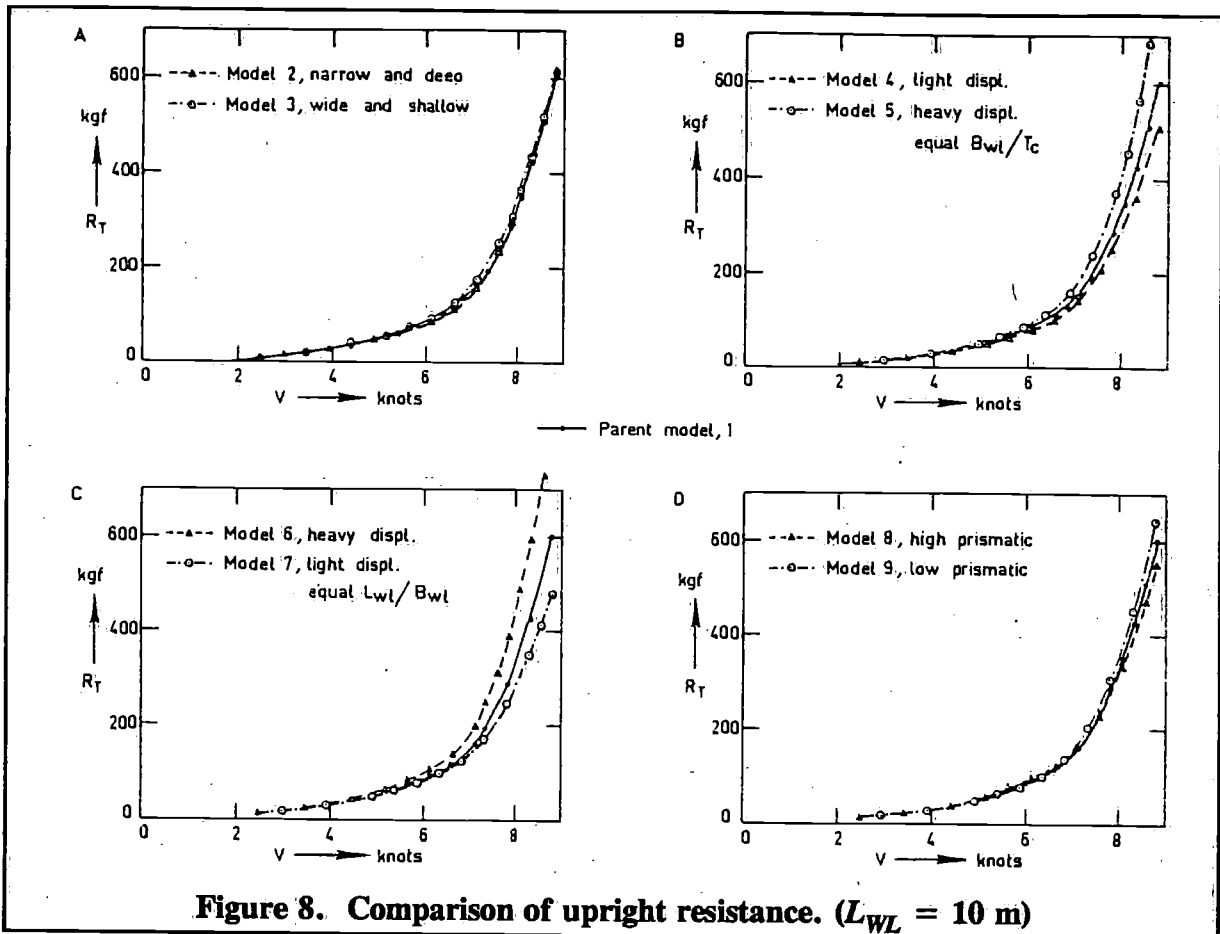 A
Model 2, narrow and deep
Model 3, wide and shallow
600
kgf
400
R_T
200
0
0 2 4 6 8
V knots
B
Model 4, light displ.
Model 5, heavy displ.
equal B_wl/T_c
600
kgf
400
R_T
200
0
0 2 4 6 8
V knots
Parent model, 1
C
Model 6, heavy displ.
Model 7, light displ.
equal L_wl/B_wl
600
kgf
400
R_T
200
0
0 2 4 6 8
V knots
D
Model 8, high prismatic
Model 9, low prismatic
600
kgf
400
R_T
200
0
0 2 4 6 8
V knots
Figure 8. Comparison of upright resistance. (L_WL = 10 m)